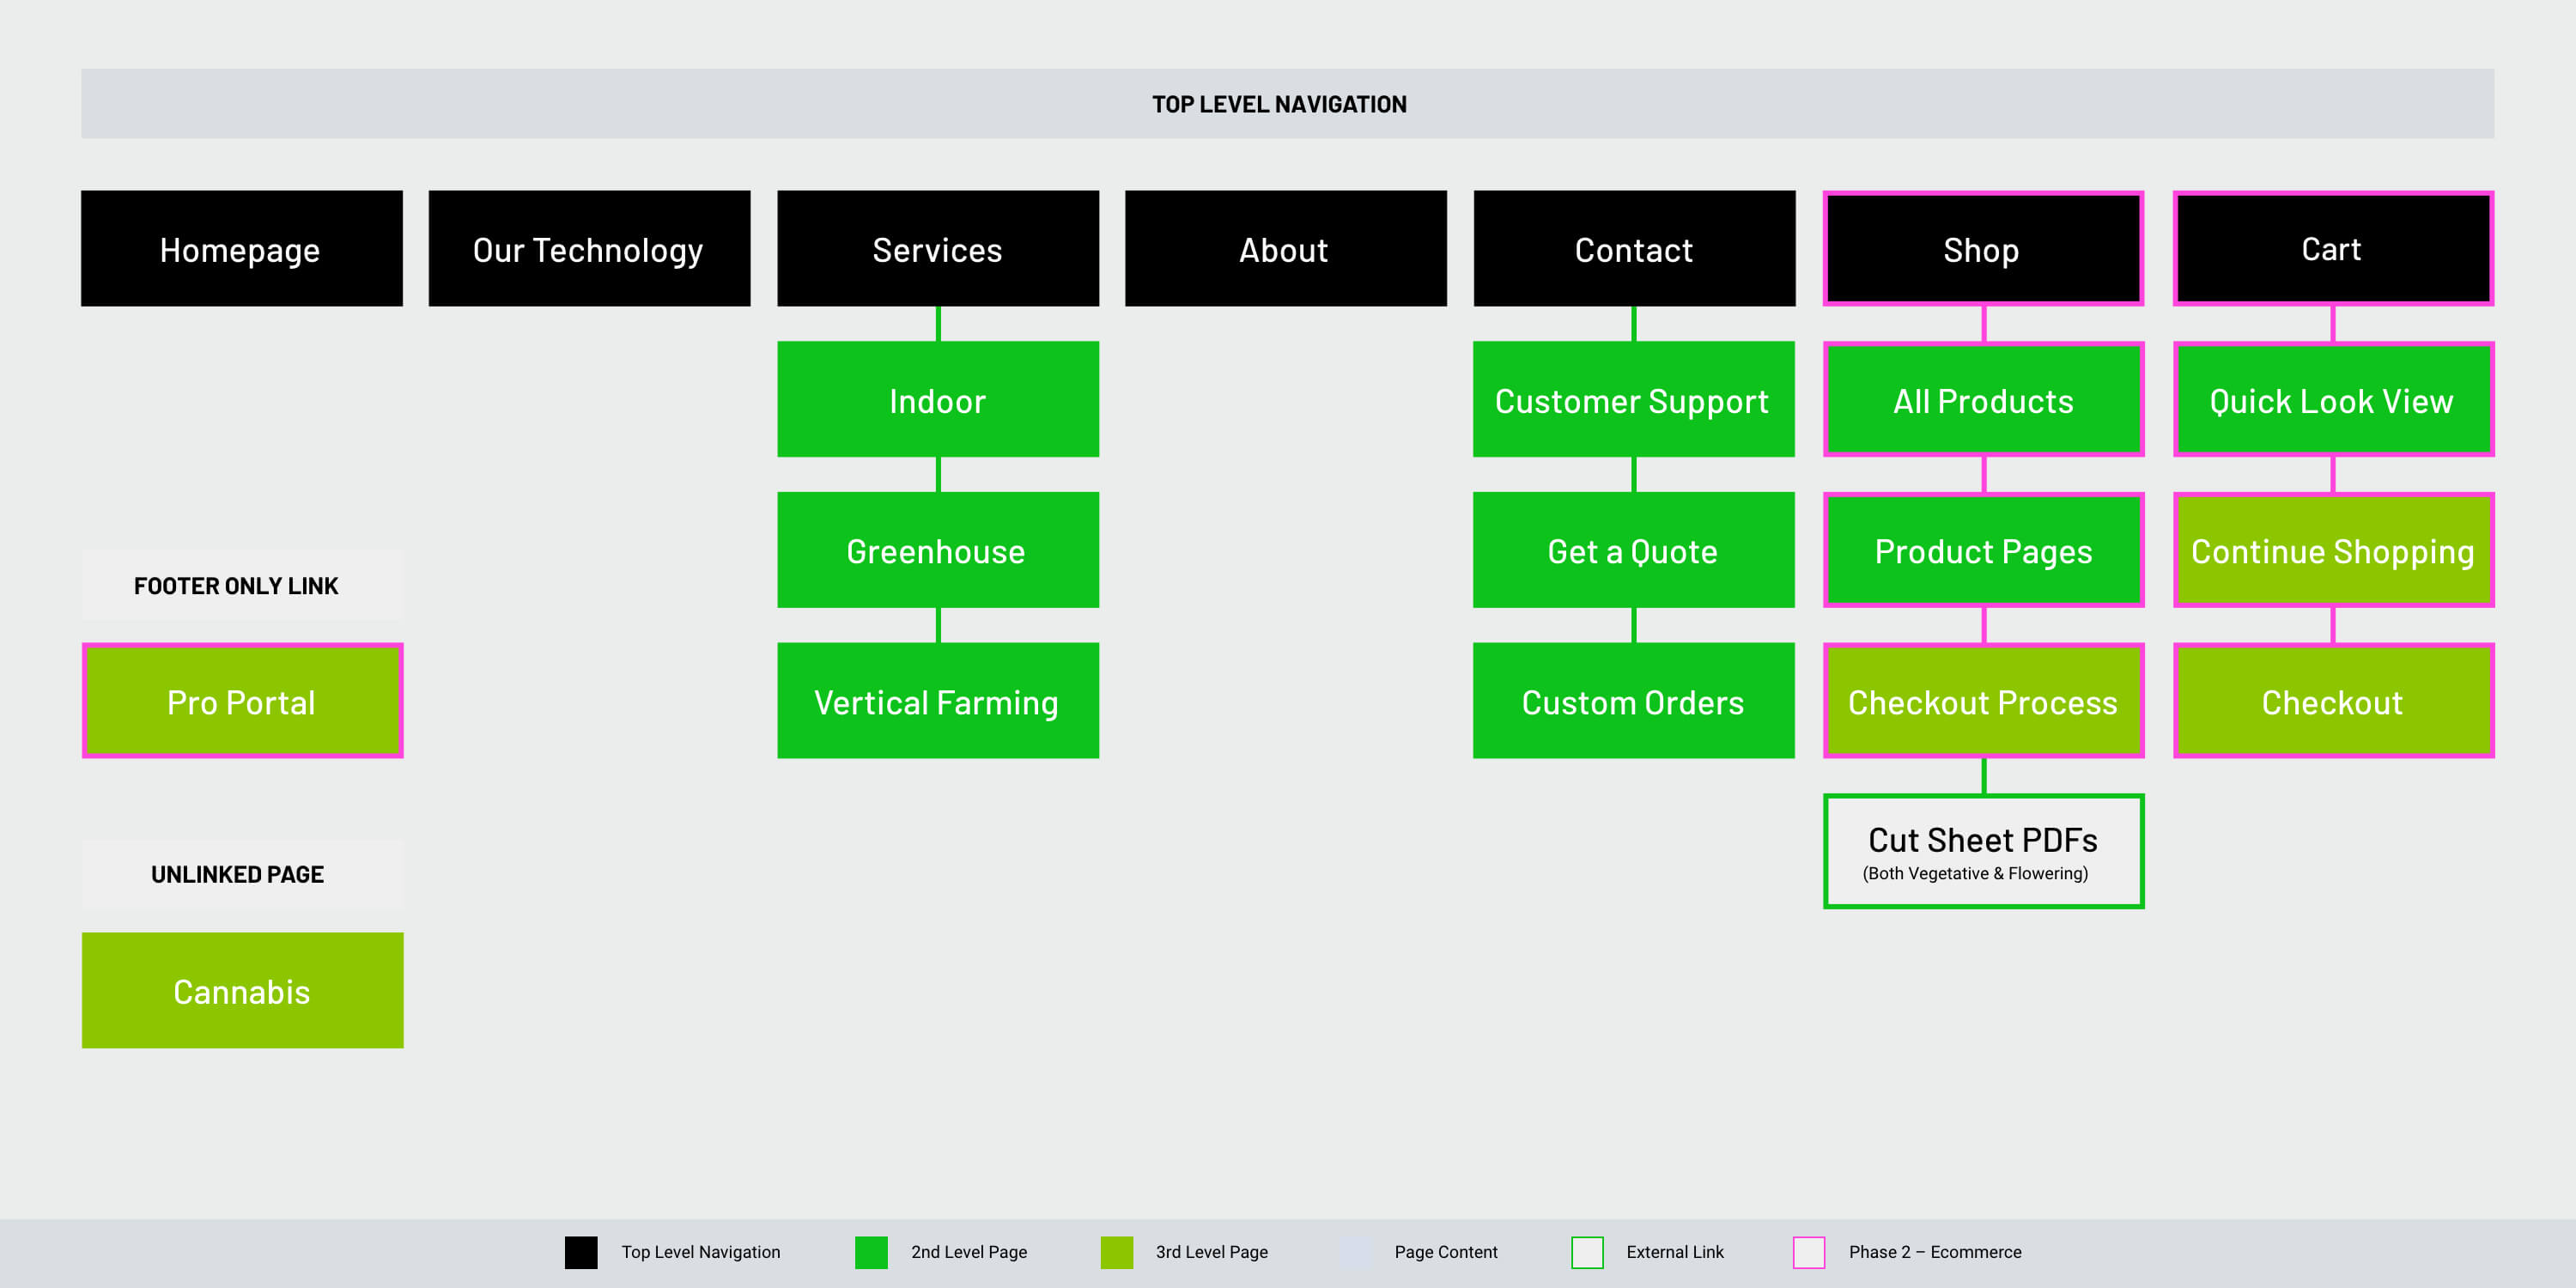 TOP LEVEL NAVIGATION
Homepage
Our Technology
Services
About
Contact
Shop
Cart
Indoor
Customer Support
All Products
Quick Look View
Greenhouse
Get a Quote
Product Pages
Continue Shopping
FOOTER ONLY LINK
Pro Portal
Vertical Farming
Custom Orders
Checkout Process
Checkout
Cut Sheet PDFs
(Both Vegetative & Flowering)
UNLINKED PAGE
Cannabis
Top Level Navigation
2nd Level Page
3rd Level Page
Page Content
External Link
Phase 2 – Ecommerce